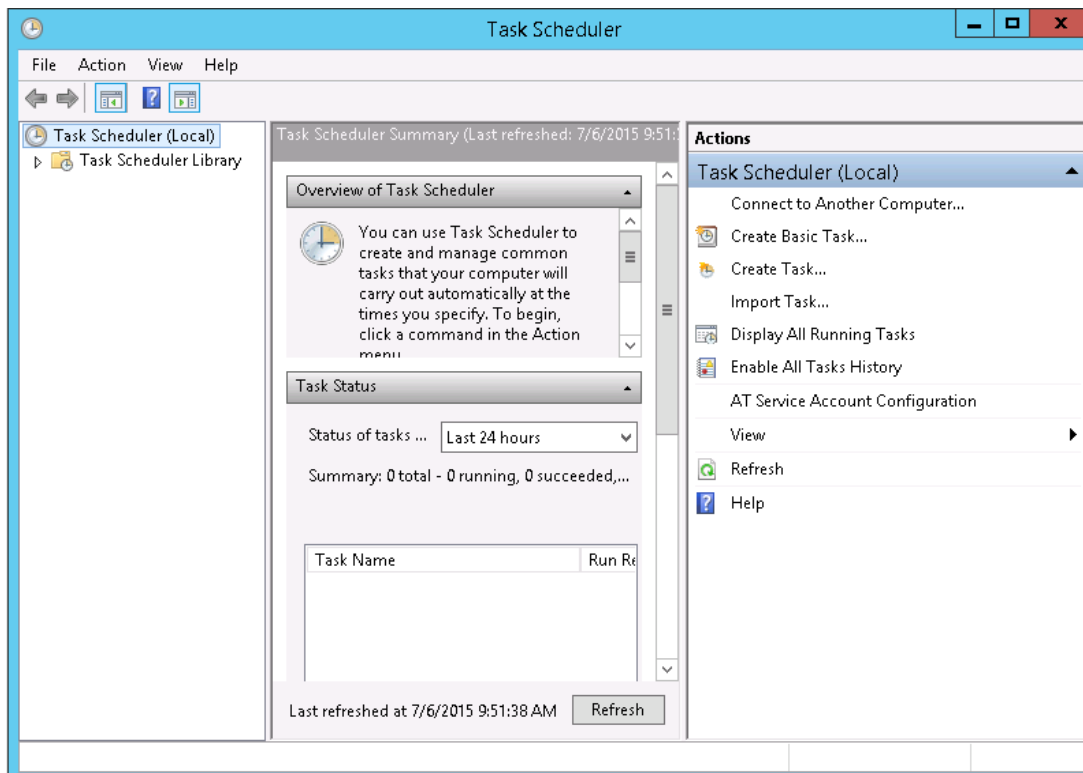 Task Scheduler
File Action View Help
Task Scheduler (Local)
Task Scheduler Library
Task Scheduler Summary (Last refreshed: 7/6/2015 9:51:
Overview of Task Scheduler
You can use Task Scheduler to
create and manage common
tasks that your computer will
carry out automatically at the
times you specify. To begin,
click a command in the Action
menu
Task Status
Status of tasks ... Last 24 hours
Summary: 0 total - 0 running, 0 succeeded,...
Task Name Run Re
Last refreshed at 7/6/2015 9:51:38 AM Refresh
Actions
Task Scheduler (Local)
Connect to Another Computer...
Create Basic Task...
Create Task...
Import Task...
Display All Running Tasks
Enable All Tasks History
AT Service Account Configuration
View
Refresh
Help